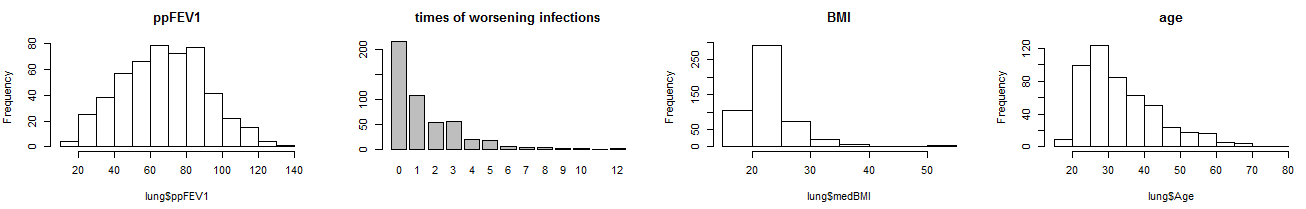 ppFEV1
Frequency
0 20 40 60 80
20 40 60 80 100 120 140
lung$ppFEV1
times of worsening infections
0 50 100 200
0 1 2 3 4 5 6 7 8 9 10 12
BMI
Frequency
0 50 150 250
20 30 40 50
lung$medBMI
age
Frequency
0 40 80 120
20 30 40 50 60 70 80
lung$Age